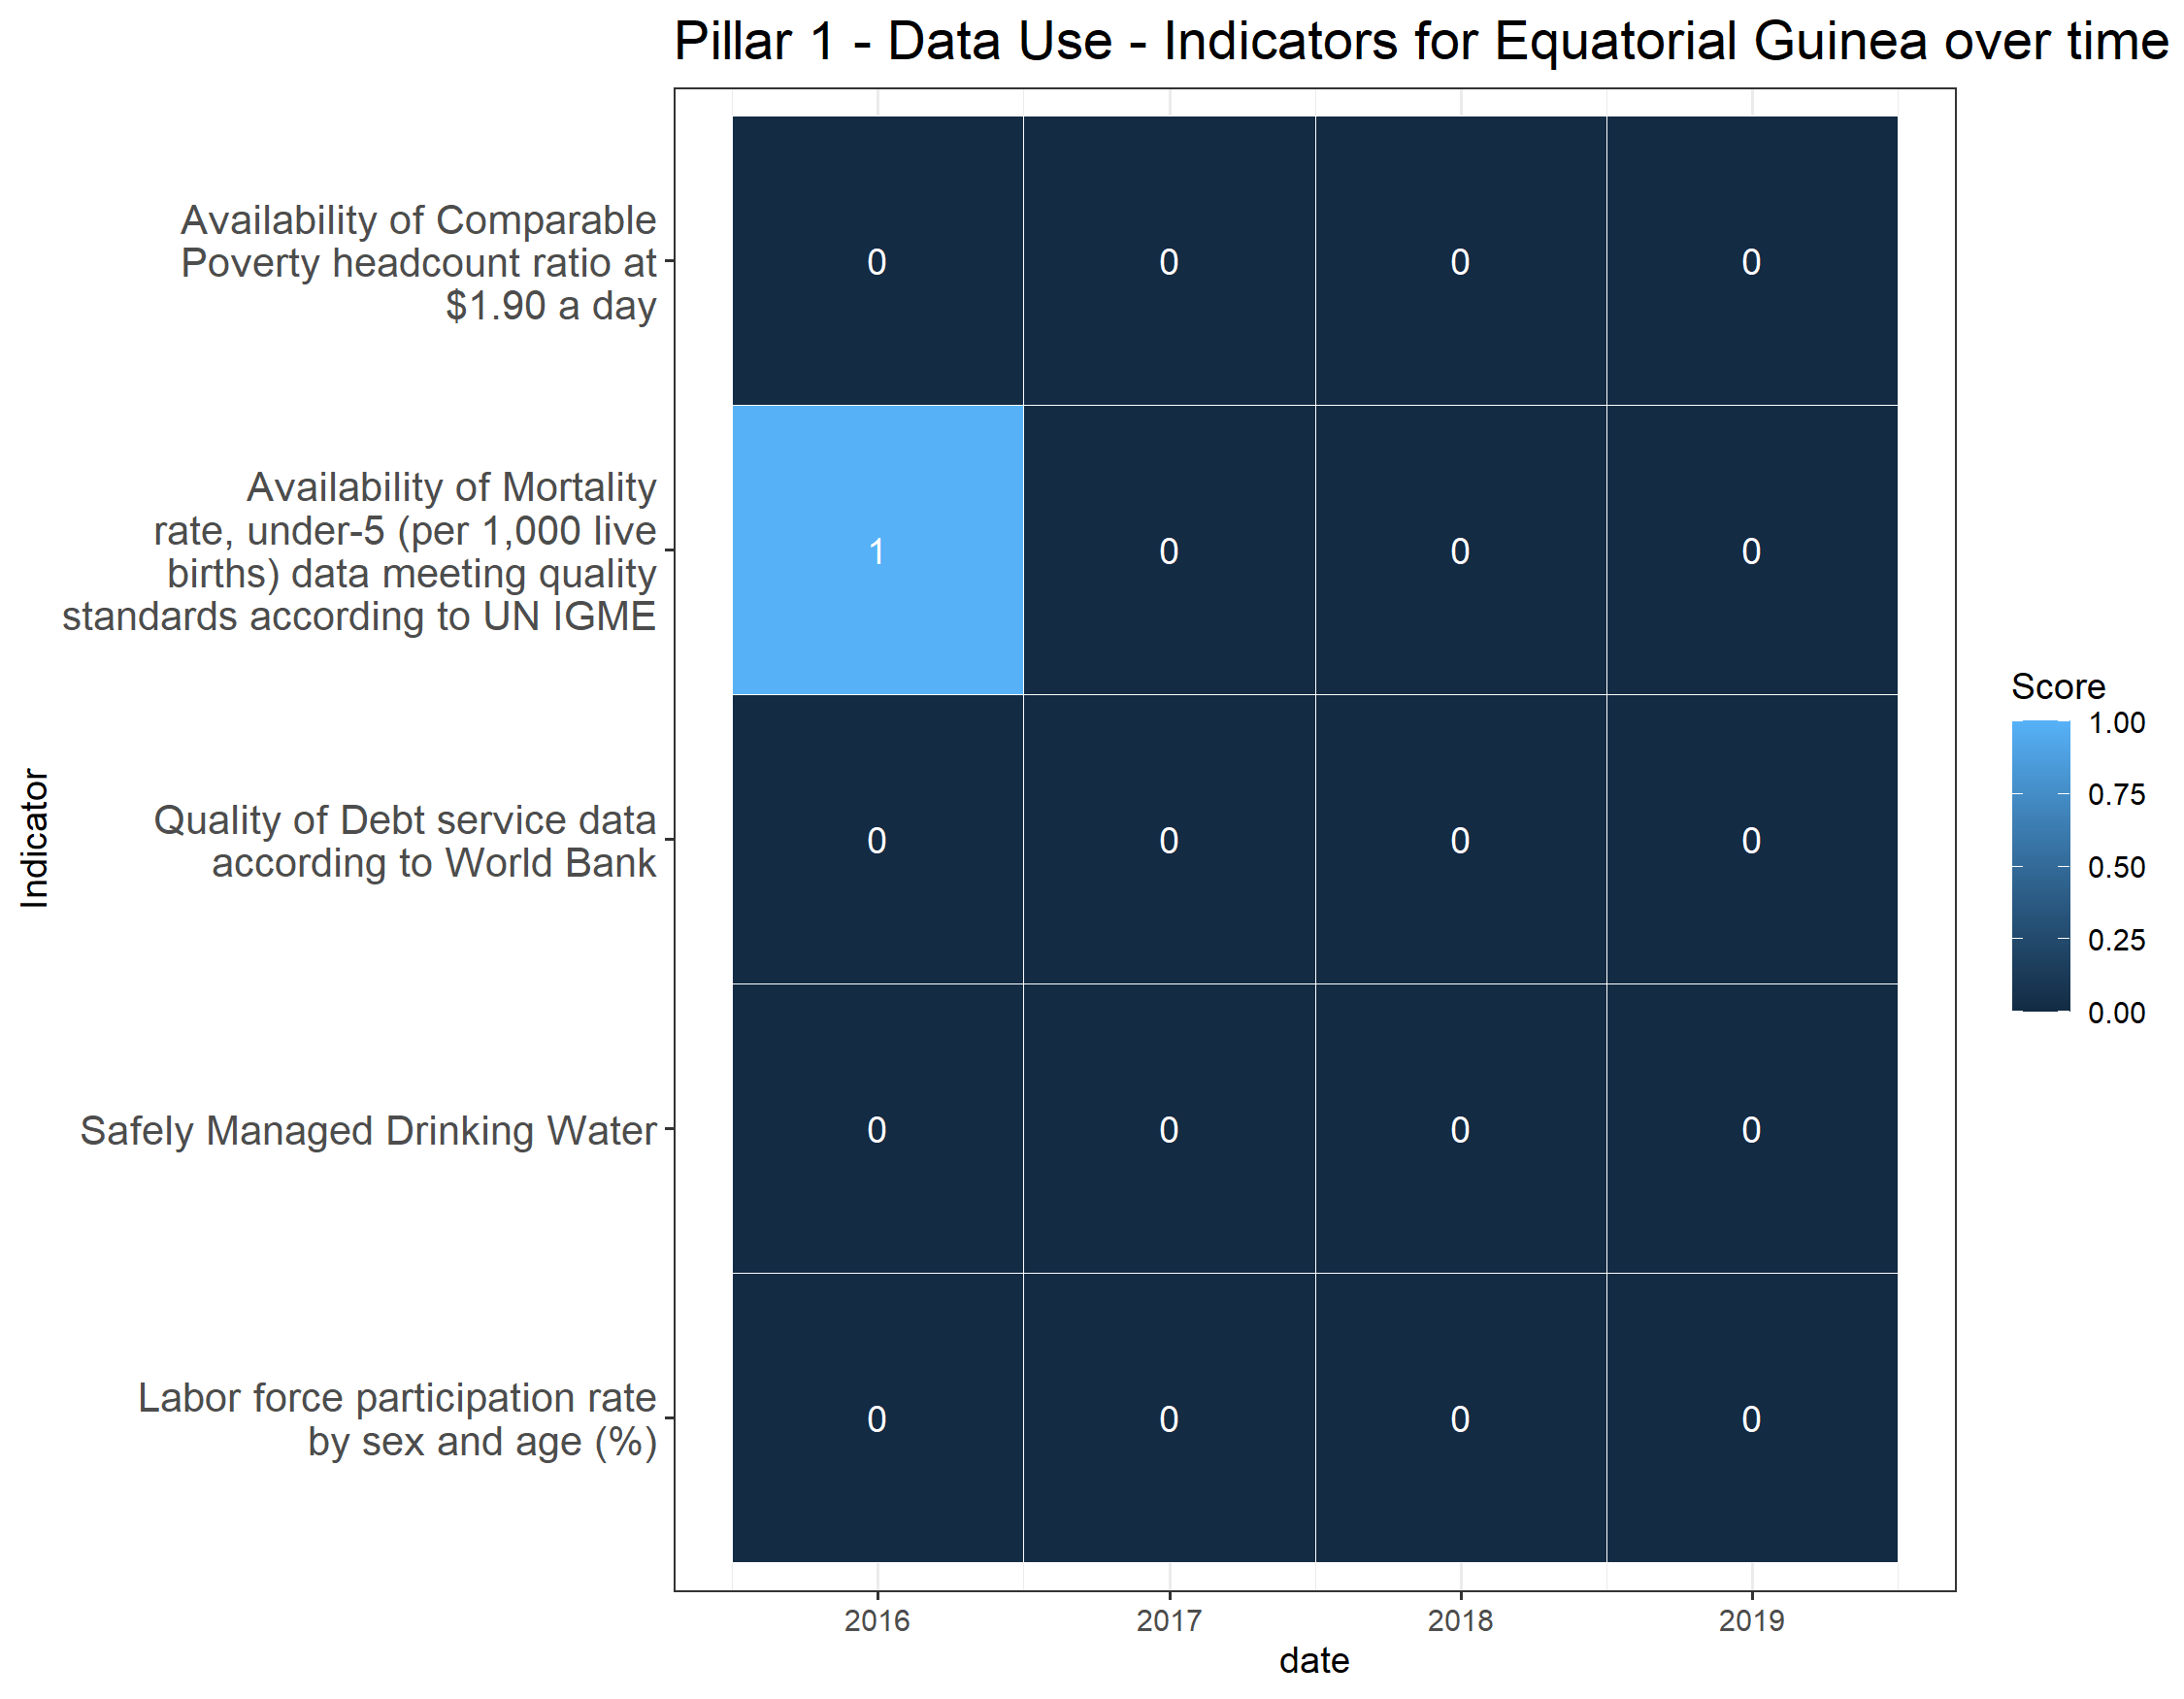 Pillar 1 - Data Use - Indicators for Equatorial Guinea over time
Indicator
Availability of Comparable
Poverty headcount ratio at
$1.90 a day
0 0 0 0
Availability of Mortality
rate, under-5 (per 1,000 live
births) data meeting quality
standards according to UN IGME
1 0 0 0
Quality of Debt service data
according to World Bank
0 0 0 0
Safely Managed Drinking Water
0 0 0 0
Labor force participation rate
by sex and age (%)
0 0 0 0
2016 2017 2018 2019
date
Score
1.00
0.75
0.50
0.25
0.00